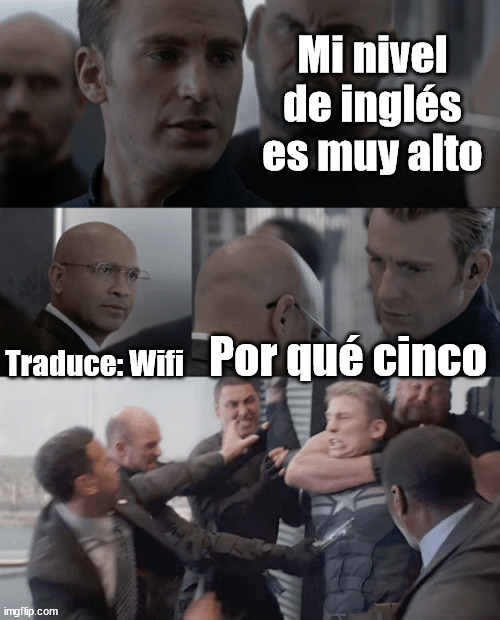 Mi nivel
de inglés
es muy alto
Traduce: Wifi
Por qué cinco
imgflip.com